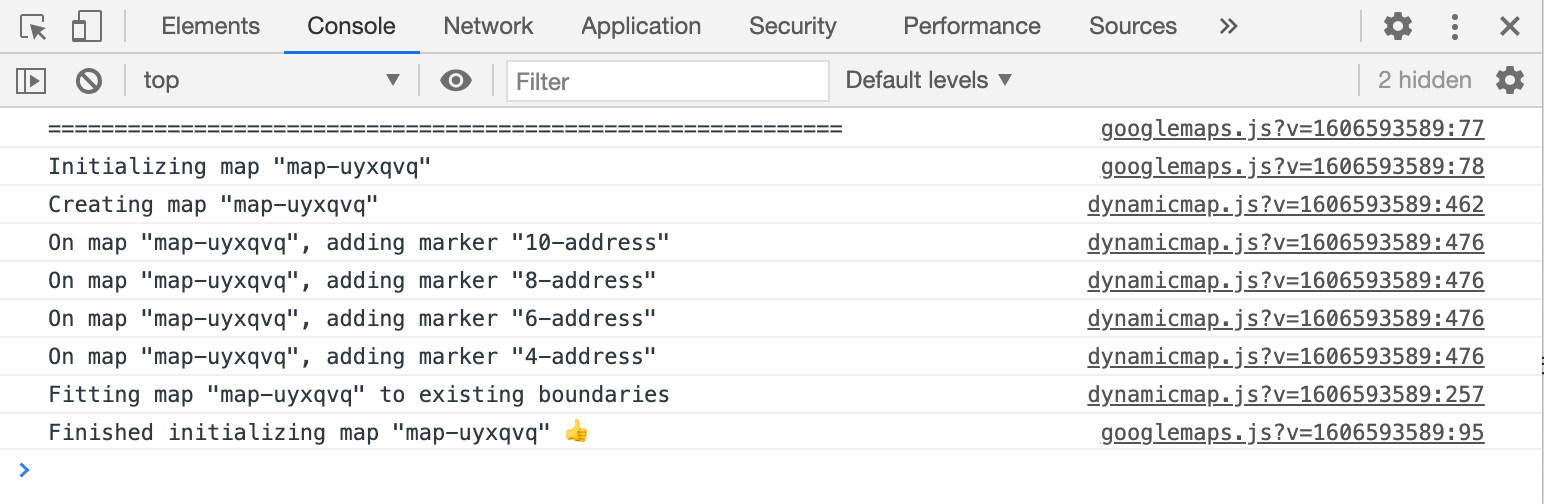 Elements Console Network Application Security Performance Sources »
top ▼ Filter Default levels ▼ 2 hidden
============================================================ googlemaps.js?v=1606593589:77
Initializing map "map-uyxqvq" googlemaps.js?v=1606593589:78
Creating map "map-uyxqvq" dynamicmap.js?v=1606593589:462
On map "map-uyxqvq", adding marker "10-address" dynamicmap.js?v=1606593589:476
On map "map-uyxqvq", adding marker "8-address" dynamicmap.js?v=1606593589:476
On map "map-uyxqvq", adding marker "6-address" dynamicmap.js?v=1606593589:476
On map "map-uyxqvq", adding marker "4-address" dynamicmap.js?v=1606593589:476
Fitting map "map-uyxqvq" to existing boundaries dynamicmap.js?v=1606593589:257
Finished initializing map "map-uyxqvq" 👍 googlemaps.js?v=1606593589:95